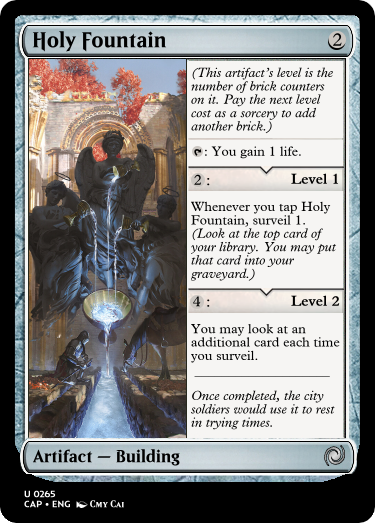 Holy Fountain 2
(This artifact's level is the
number of brick counters
on it. Pay the next level
cost as a sorcery to add
another brick.)
: You gain 1 life.
2 : Level 1
Whenever you tap Holy
Fountain, surveil 1.
(Look at the top card of
your library. You may put
that card into your
graveyard.)
4 : Level 2
You may look at an
additional card each time
you surveil.
Once completed, the city
soldiers would use it to rest
in trying times.
Artifact — Building
U 0265
CAP • ENG Cmy Cai